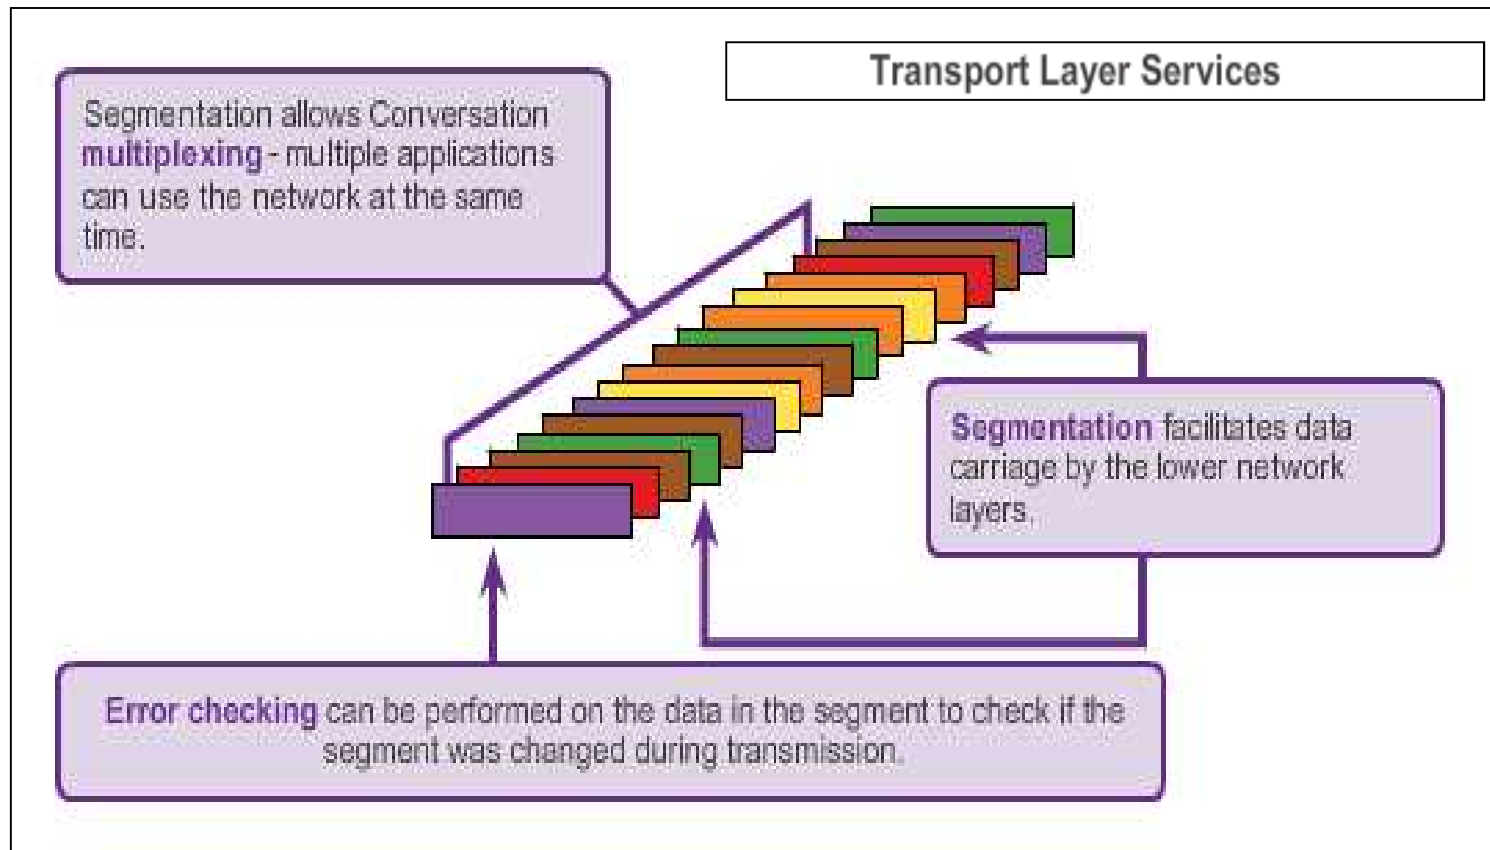 Transport Layer Services
Segmentation allows Conversation
multiplexing - multiple applications
can use the network at the same
time.
Segmentation facilitates data
carriage by the lower network
layers.
Error checking can be performed on the data in the segment to check if the
segment was changed during transmission.